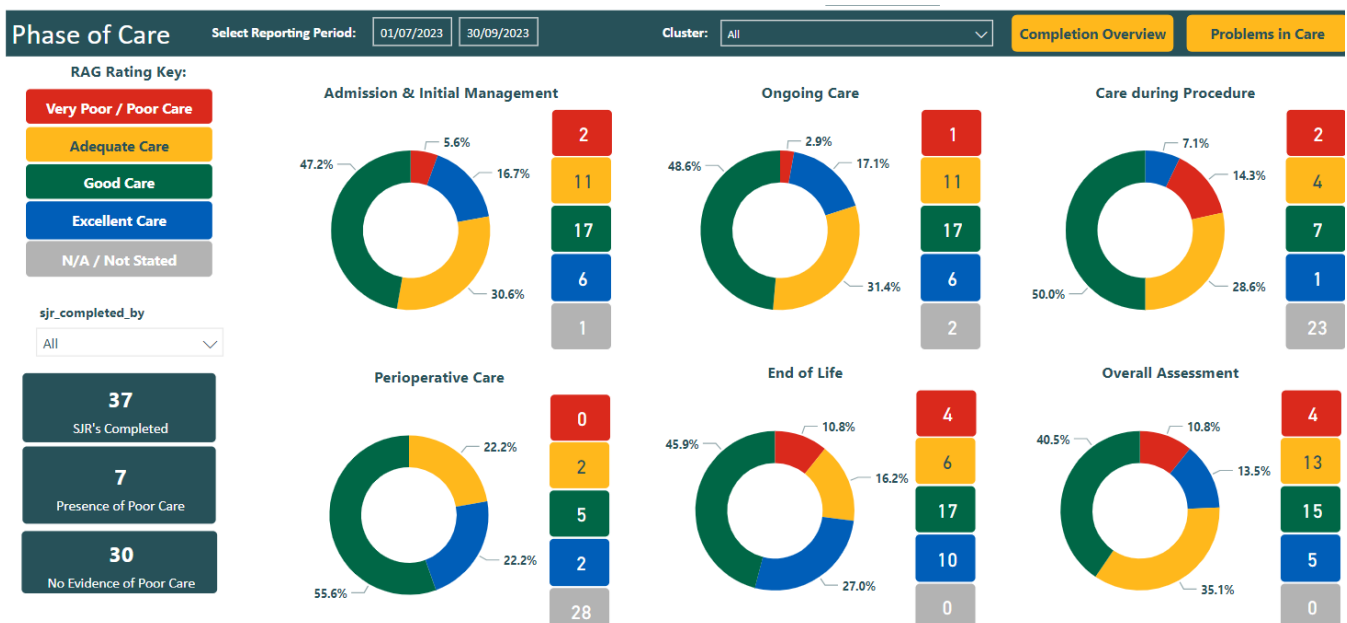 Phase of Care
Select Reporting Period:
01/07/2023
30/09/2023
Cluster:
All
Completion Overview
Problems in Care
RAG Rating Key:
Very Poor / Poor Care
Adequate Care
Good Care
Excellent Care
N/A / Not Stated
sjr_completed_by
All
37
SJR's Completed
7
Presence of Poor Care
30
No Evidence of Poor Care
Admission & Initial Management
5.6%
16.7%
30.6%
47.2%
2
11
17
6
1
Ongoing Care
2.9%
17.1%
31.4%
48.6%
1
11
17
6
2
Care during Procedure
7.1%
14.3%
28.6%
50.0%
2
4
7
1
23
Perioperative Care
22.2%
22.2%
55.6%
0
2
5
2
28
End of Life
10.8%
16.2%
27.0%
45.9%
4
6
17
10
0
Overall Assessment
10.8%
13.5%
35.1%
40.5%
4
13
15
5
0